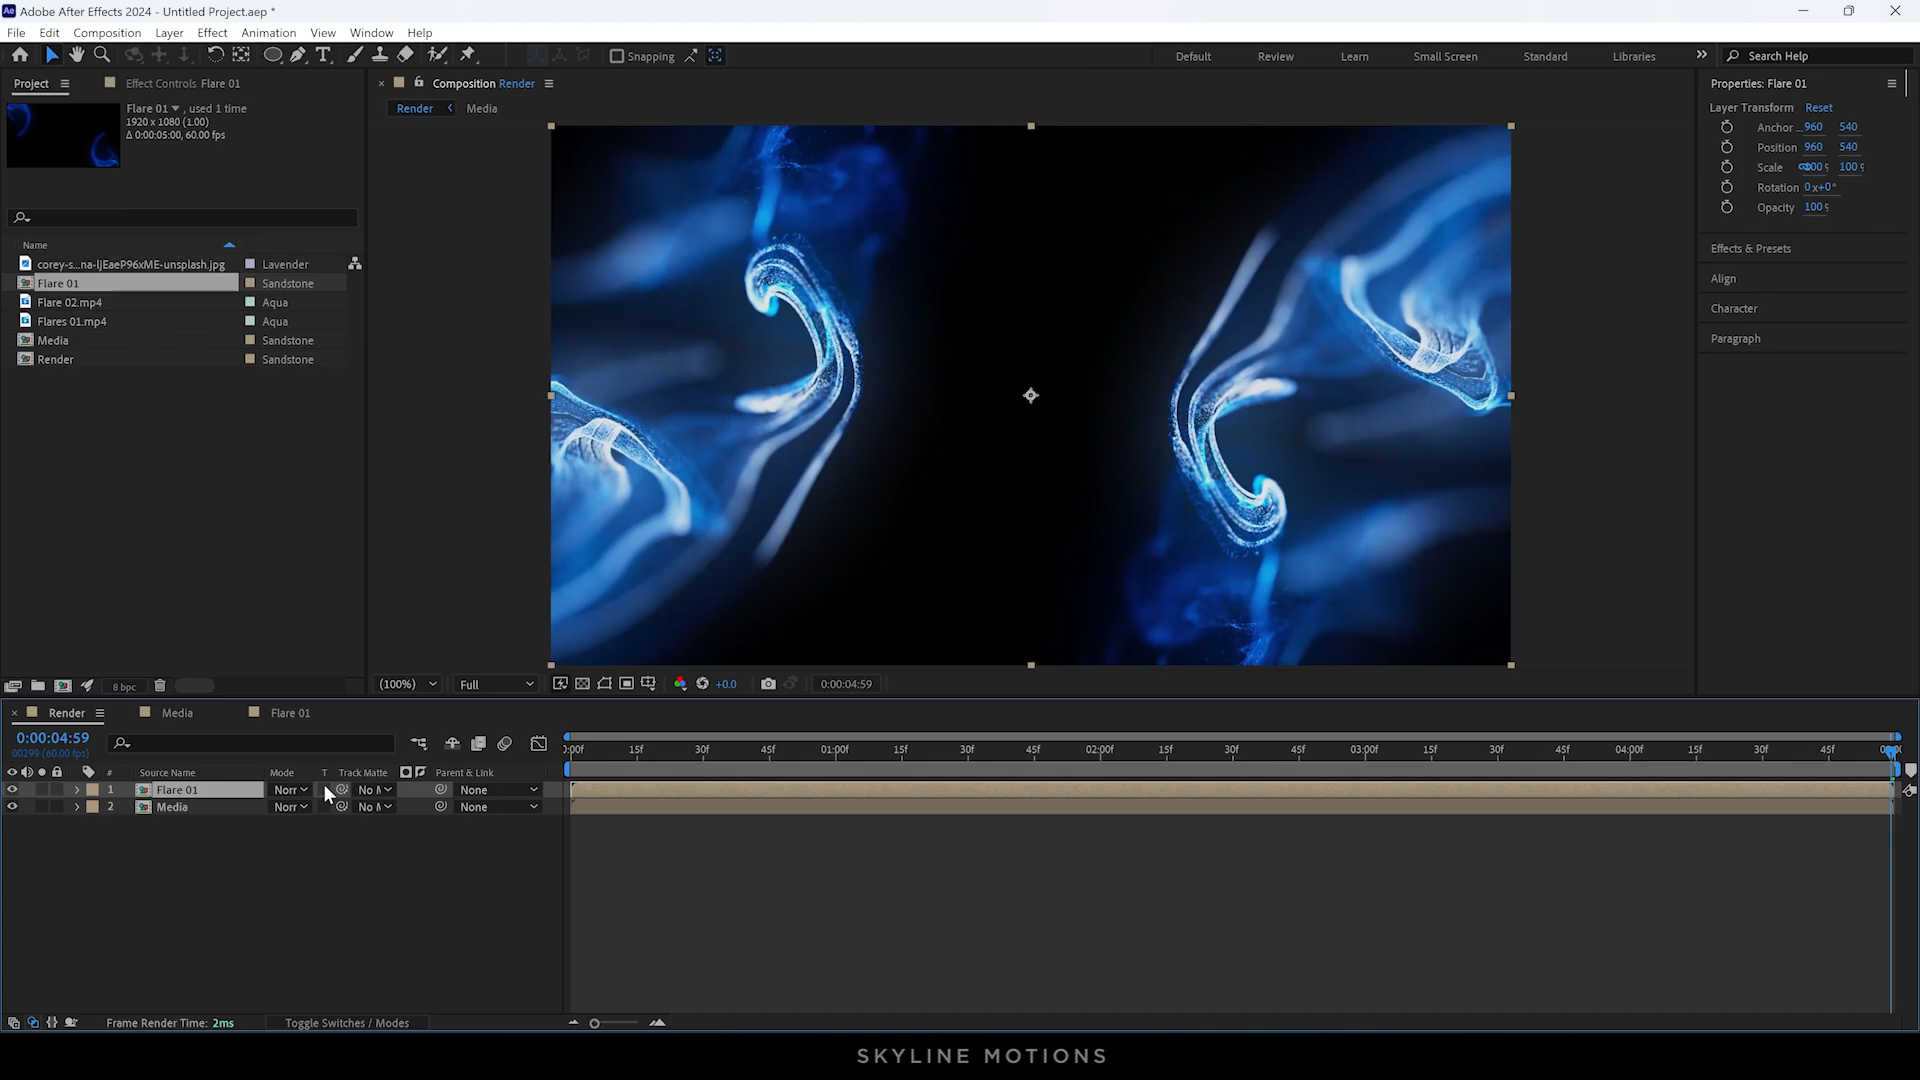 Adobe After Effects 2024 - Untitled Project.aep *
File Edit Composition Layer Effect Animation View Window Help
Snapping Default Review Learn Small Screen Standard Libraries Search Help
Project Effect Controls Flare 01
Composition Render
Properties: Flare 01
Render Media
Flare 01 , used 1 time
1920 x 1080 (1.00)
Δ 0:00:05:00, 60.00 fps
Layer Transform Reset
Anchor ... 960 540
Position 960 540
Scale 100 100
Rotation 0x+0°
Opacity 100
Effects & Presets
Align
Character
Paragraph
Name
corey-s...na-ljEaeP96xME-unsplash.jpg Lavender
Flare 01 Sandstone
Flare 02.mp4 Aqua
Flares 01.mp4 Aqua
Media Sandstone
Render Sandstone
8 bpc
(100%) Full +0.0 0:00:04:59
Render Media Flare 01
0:00:04:59
00299 (60.00 fps)
:00f 15f 30f 45f 01:00f 15f 30f 45f 02:00f 15f 30f 45f 03:00f 15f 30f 45f 04:00f 15f 30f 45f
# Source Name Mode T Track Matte Parent & Link
1 Flare 01 Norr No None
2 Media Norr No None
Frame Render Time: 2ms Toggle Switches / Modes
SKYLINE MOTIONS